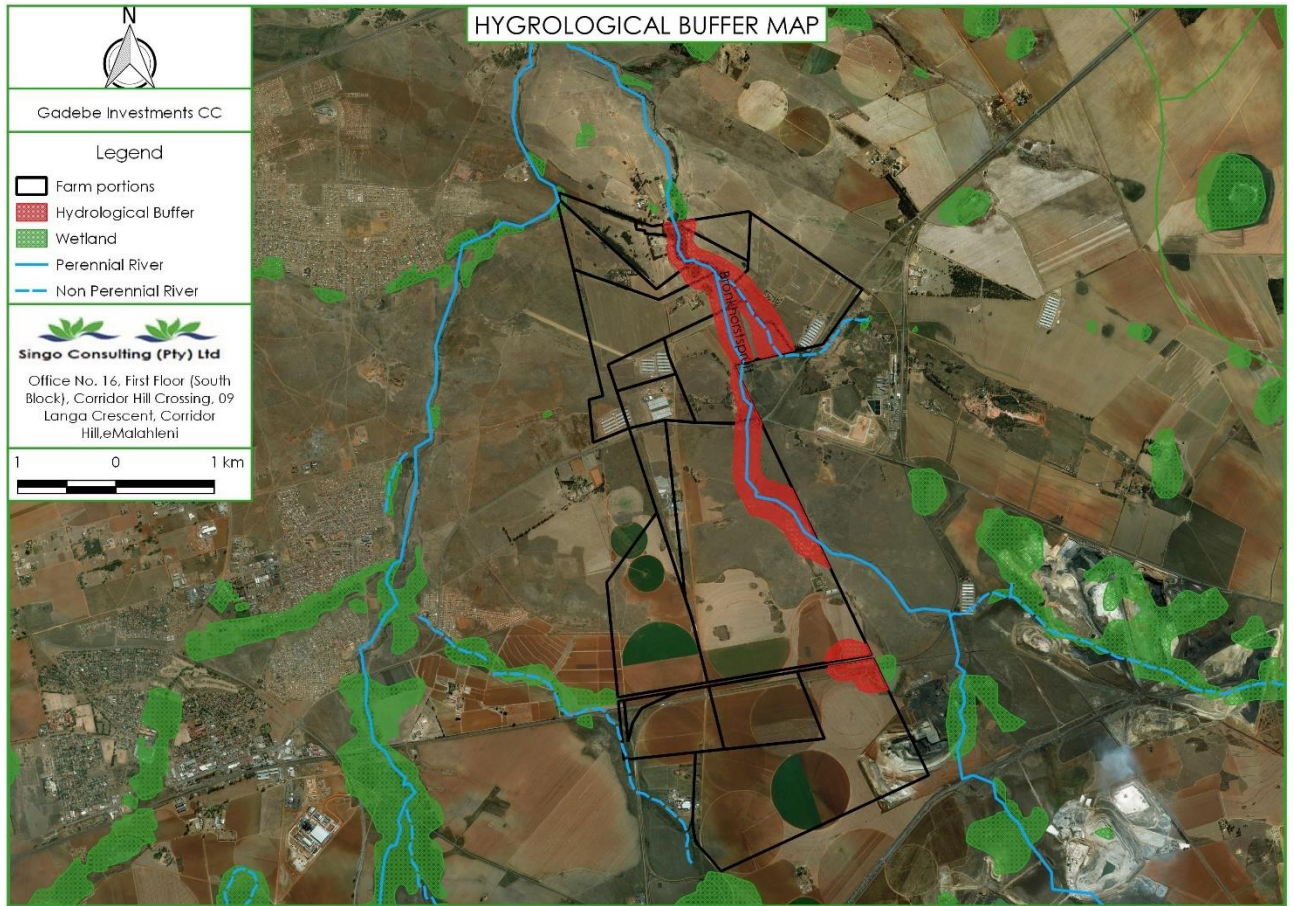 HYGROLOGICAL BUFFER MAP
N
Gadebe Investments CC
Legend
Farm portions
Hydrological Buffer
Wetland
Perennial River
Non Perennial River
Singo Consulting (Pty) Ltd
Office No. 16, First Floor (South
Block), Corridor Hill Crossing, 09
Langa Crescent, Corridor
Hill,eMalahleni
1 0 1 km
Bronkhorstspruit